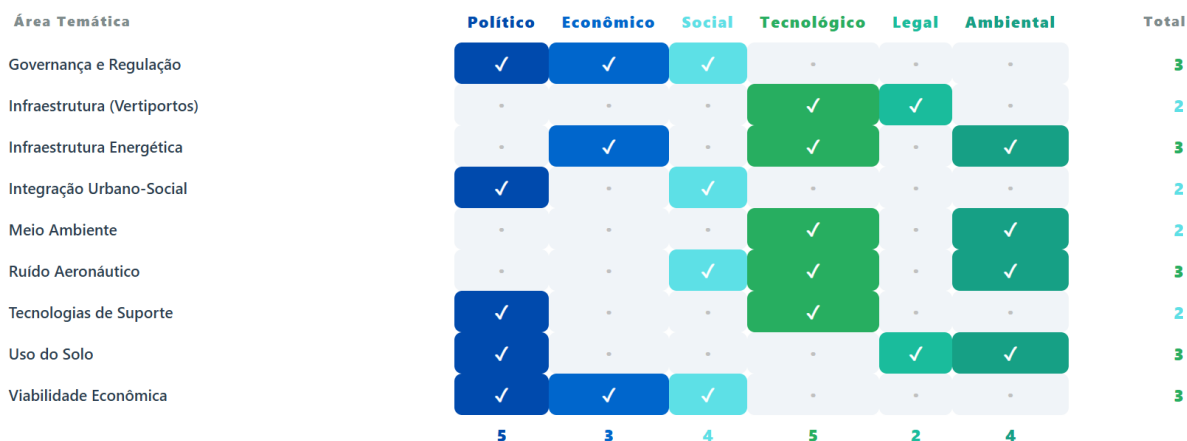 Área Temática Político Econômico Social Tecnológico Legal Ambiental Total
Governança e Regulação ✓ ✓ ✓ • • • 3
Infraestrutura (Vertiportos) • • • ✓ ✓ • 2
Infraestrutura Energética • ✓ • ✓ • ✓ 3
Integração Urbano-Social ✓ • ✓ • • • 2
Meio Ambiente • • • ✓ • ✓ 2
Ruído Aeronáutico • • ✓ ✓ • ✓ 3
Tecnologias de Suporte ✓ • • ✓ • • 2
Uso do Solo ✓ • • • ✓ ✓ 3
Viabilidade Econômica ✓ ✓ ✓ • • • 3
5 3 4 5 2 4